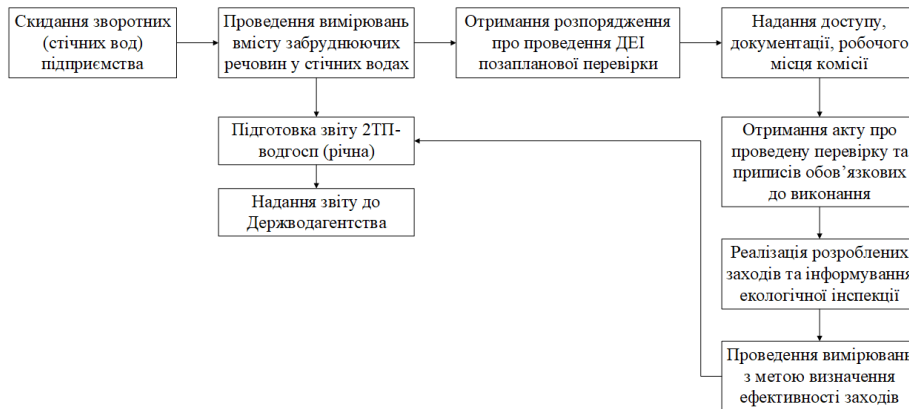 Скидання зворотних
(стічних вод)
підприємства
Проведення вимірювань
вмісту забруднюючих
речовин у стічних водах
Отримання розпорядження
про проведення ДЕІ
позапланової перевірки
Надання доступу,
документації, робочого
місця комісії
Підготовка звіту 2ТП-
водгосп (річна)
Надання звіту до
Держводагентства
Отримання акту про
проведену перевірку та
приписів обов’язкових
до виконання
Реалізація розроблених
заходів та інформування
екологічної інспекції
Проведення вимірювань
з метою визначення
ефективності заходів